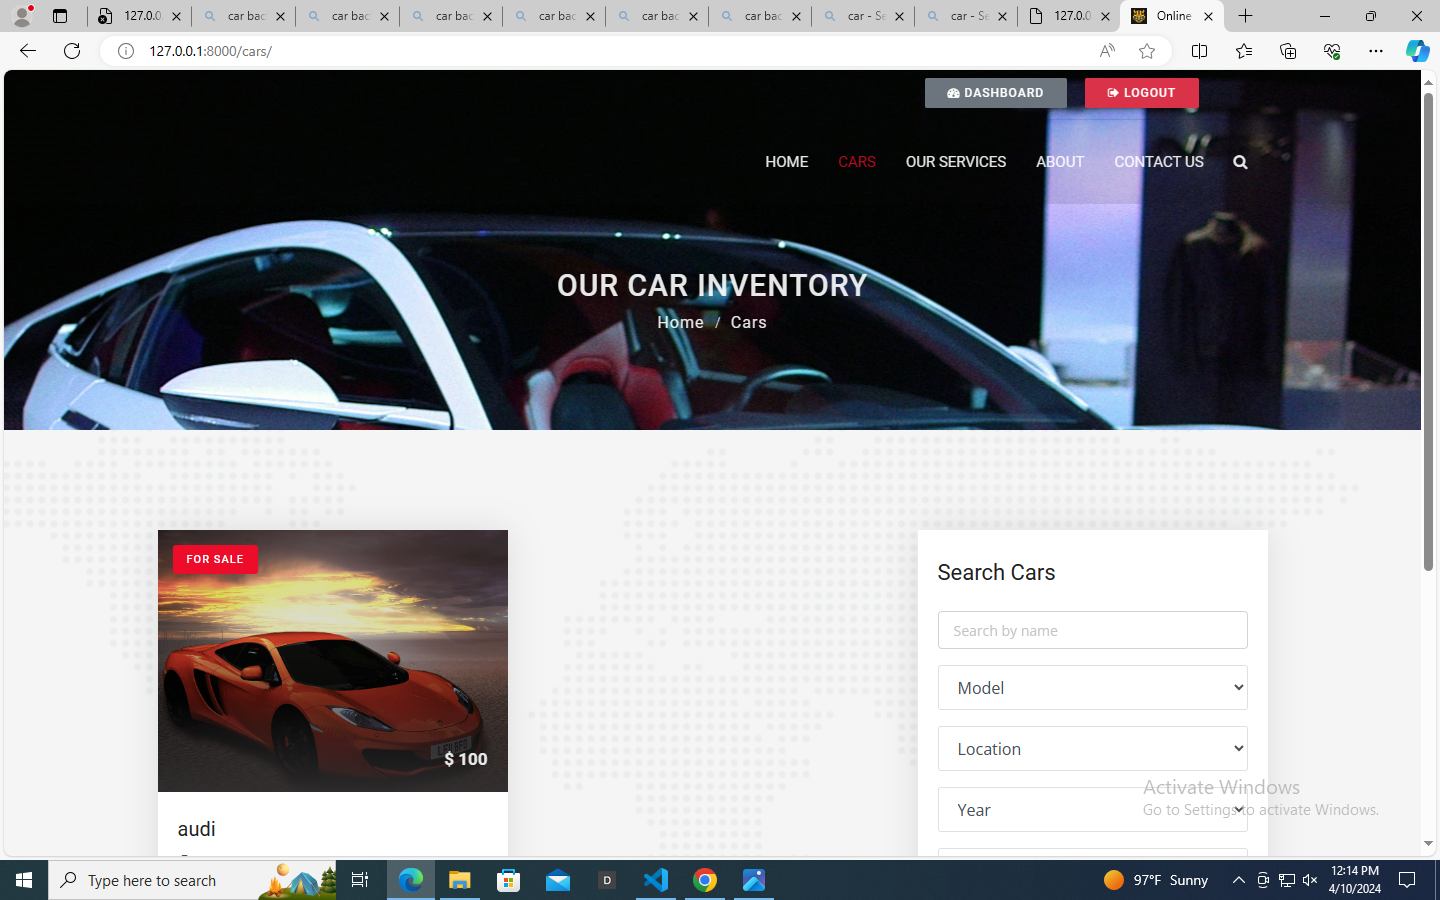 127.0.0
car bac
car bac
car bac
car bac
car bac
car bac
car - Se
car - Se
127.0.0
Online
127.0.0.1:8000/cars/
DASHBOARD
LOGOUT
HOME
CARS
OUR SERVICES
ABOUT
CONTACT US
OUR CAR INVENTORY
Home / Cars
FOR SALE
$ 100
audi
Search Cars
Search by name
Model
Location
Year
Activate Windows
Go to Settings to activate Windows.
Type here to search
D
97°F Sunny
12:14 PM
4/10/2024